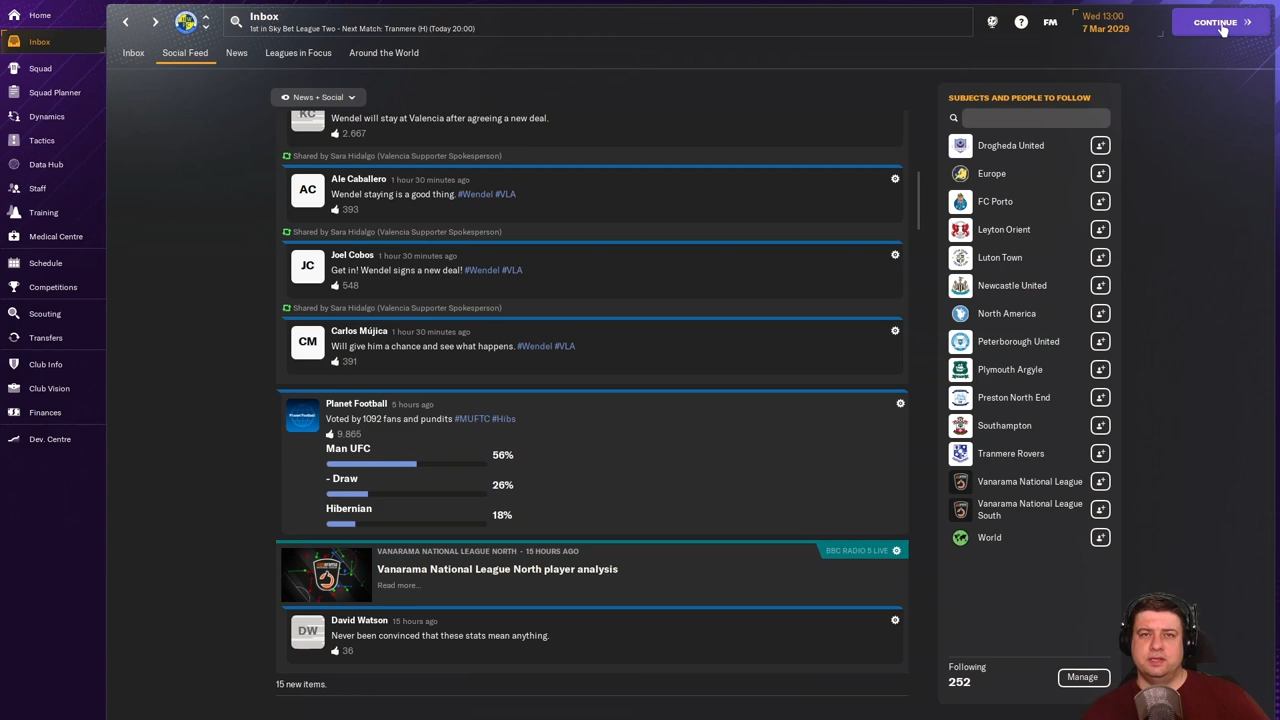 Home
Inbox
Squad
Squad Planner
Dynamics
Tactics
Data Hub
Staff
Training
Medical Centre
Schedule
Competitions
Scouting
Transfers
Club Info
Club Vision
Finances
Dev. Centre
Inbox
1st in Sky Bet League Two - Next Match: Tranmere (H) (Today 20:00)
?
FM
Wed 13:00
7 Mar 2029
CONTINUE
Inbox
Social Feed
News
Leagues in Focus
Around the World
News + Social
KC
Wendel will stay at Valencia after agreeing a new deal.
2.667
Shared by Sara Hidalgo (Valencia Supporter Spokesperson)
AC
Ale Caballero 1 hour 30 minutes ago
Wendel staying is a good thing. #Wendel #VLA
393
Shared by Sara Hidalgo (Valencia Supporter Spokesperson)
JC
Joel Cobos 1 hour 30 minutes ago
Get in! Wendel signs a new deal! #Wendel #VLA
548
Shared by Sara Hidalgo (Valencia Supporter Spokesperson)
CM
Carlos Mújica 1 hour 30 minutes ago
Will give him a chance and see what happens. #Wendel #VLA
391
Planet Football
Planet Football 5 hours ago
Voted by 1092 fans and pundits #MUFTC #Hibs
9.865
Man UFC
56%
- Draw
26%
Hibernian
18%
VANARAMA NATIONAL LEAGUE NORTH - 15 HOURS AGO
BBC RADIO 5 LIVE
Vanarama National League North player analysis
Read more...
DW
David Watson 15 hours ago
Never been convinced that these stats mean anything.
36
15 new items.
SUBJECTS AND PEOPLE TO FOLLOW
Drogheda United
Europe
FC Porto
Leyton Orient
Luton Town
Newcastle United
North America
Peterborough United
Plymouth Argyle
Preston North End
Southampton
Tranmere Rovers
Vanarama National League
Vanarama National League
South
World
Following
252
Manage